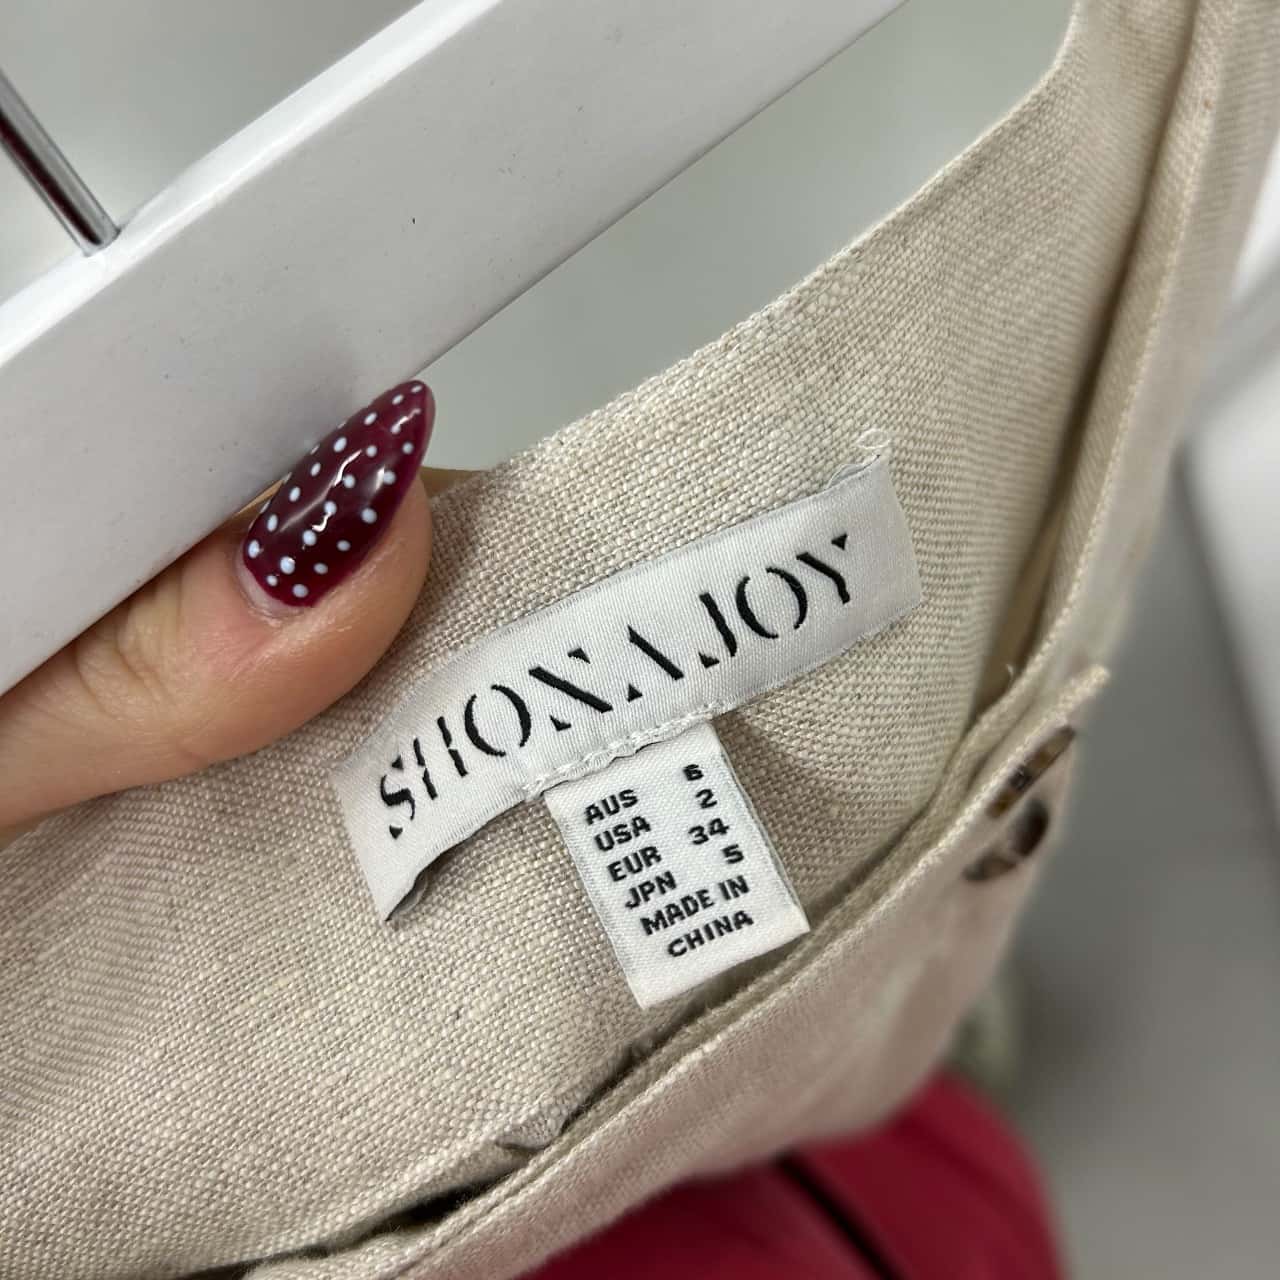 SHONA JOY
AUS 6
USA 2
EUR 34
JPN 5
MADE IN
CHINA